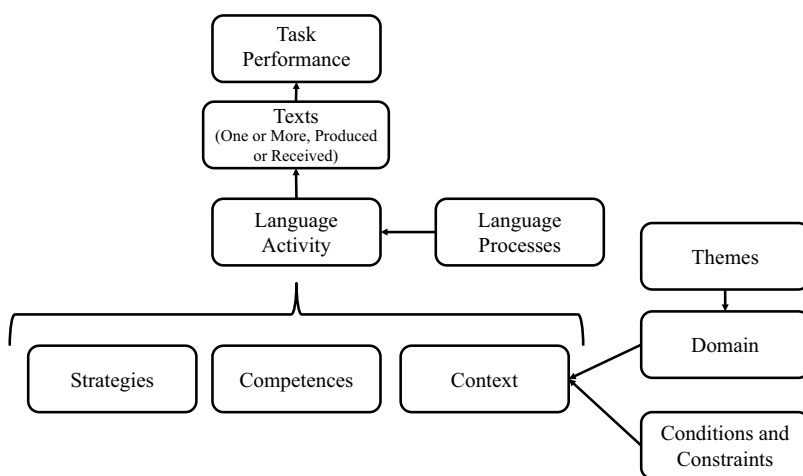 Task
Performance
Texts
(One or More, Produced
or Received)
Language
Activity
Language
Processes
Themes
Domain
Strategies
Competences
Context
Conditions and
Constraints